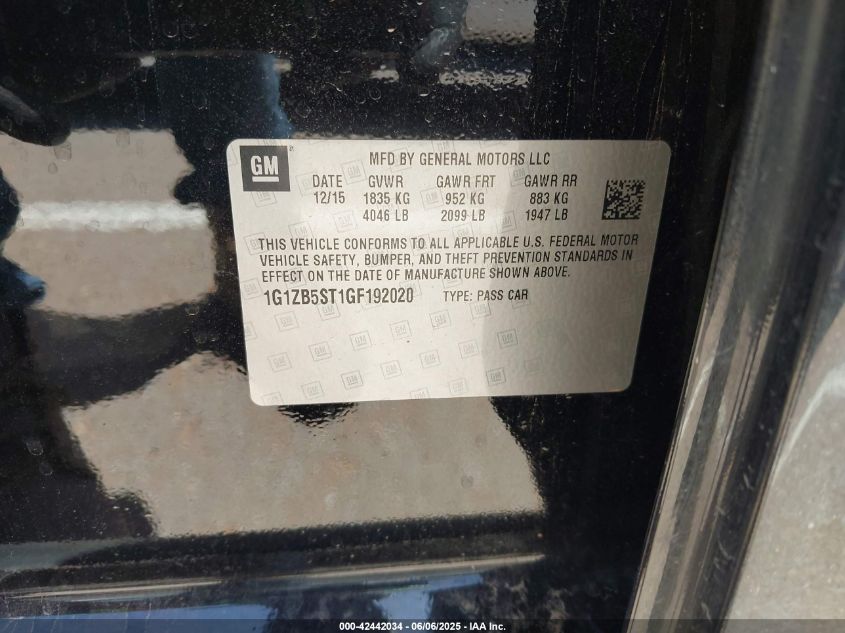 GM
MFD BY GENERAL MOTORS LLC
DATE GVWR GAWR FRT GAWR RR
12/15 1835 KG 952 KG 883 KG
4046 LB 2099 LB 1947 LB
THIS VEHICLE CONFORMS TO ALL APPLICABLE U.S. FEDERAL MOTOR
VEHICLE SAFETY, BUMPER, AND THEFT PREVENTION STANDARDS IN
EFFECT ON THE DATE OF MANUFACTURE SHOWN ABOVE.
1G1ZB5ST1GF192020 TYPE: PASS CAR
000-42442034 - 06/06/2025 - IAA Inc.